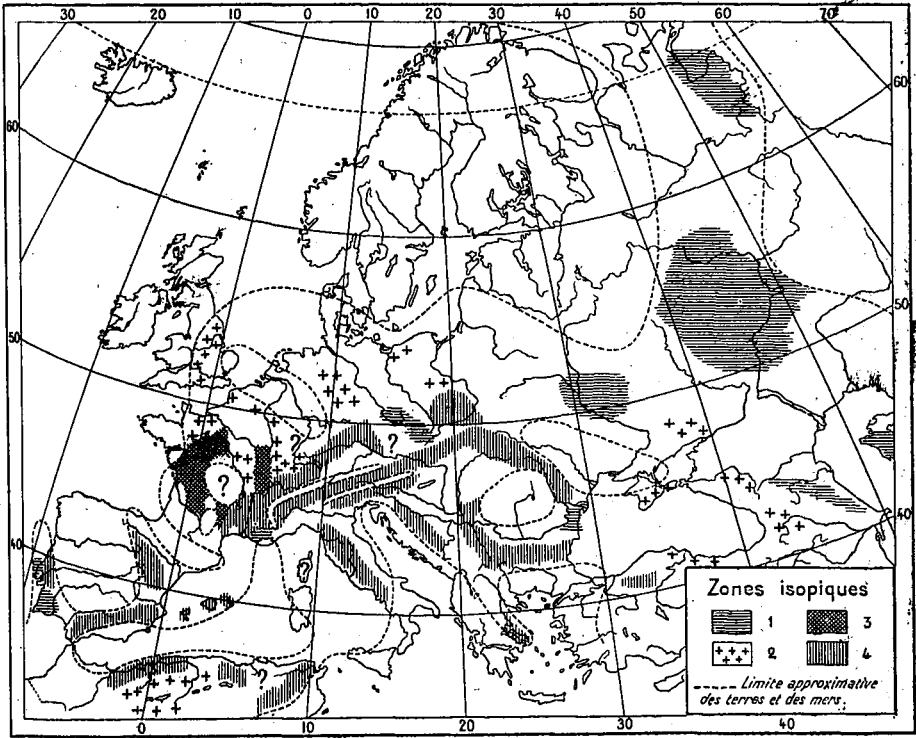 30 20 10 0 10 20 30 40 50 60 70
60
60
50
50
40
40
?
?
?
?
?
Zones isopiques
1 3
2 4
Limite approximative
des terres et des mers.
0 10 20 30 40